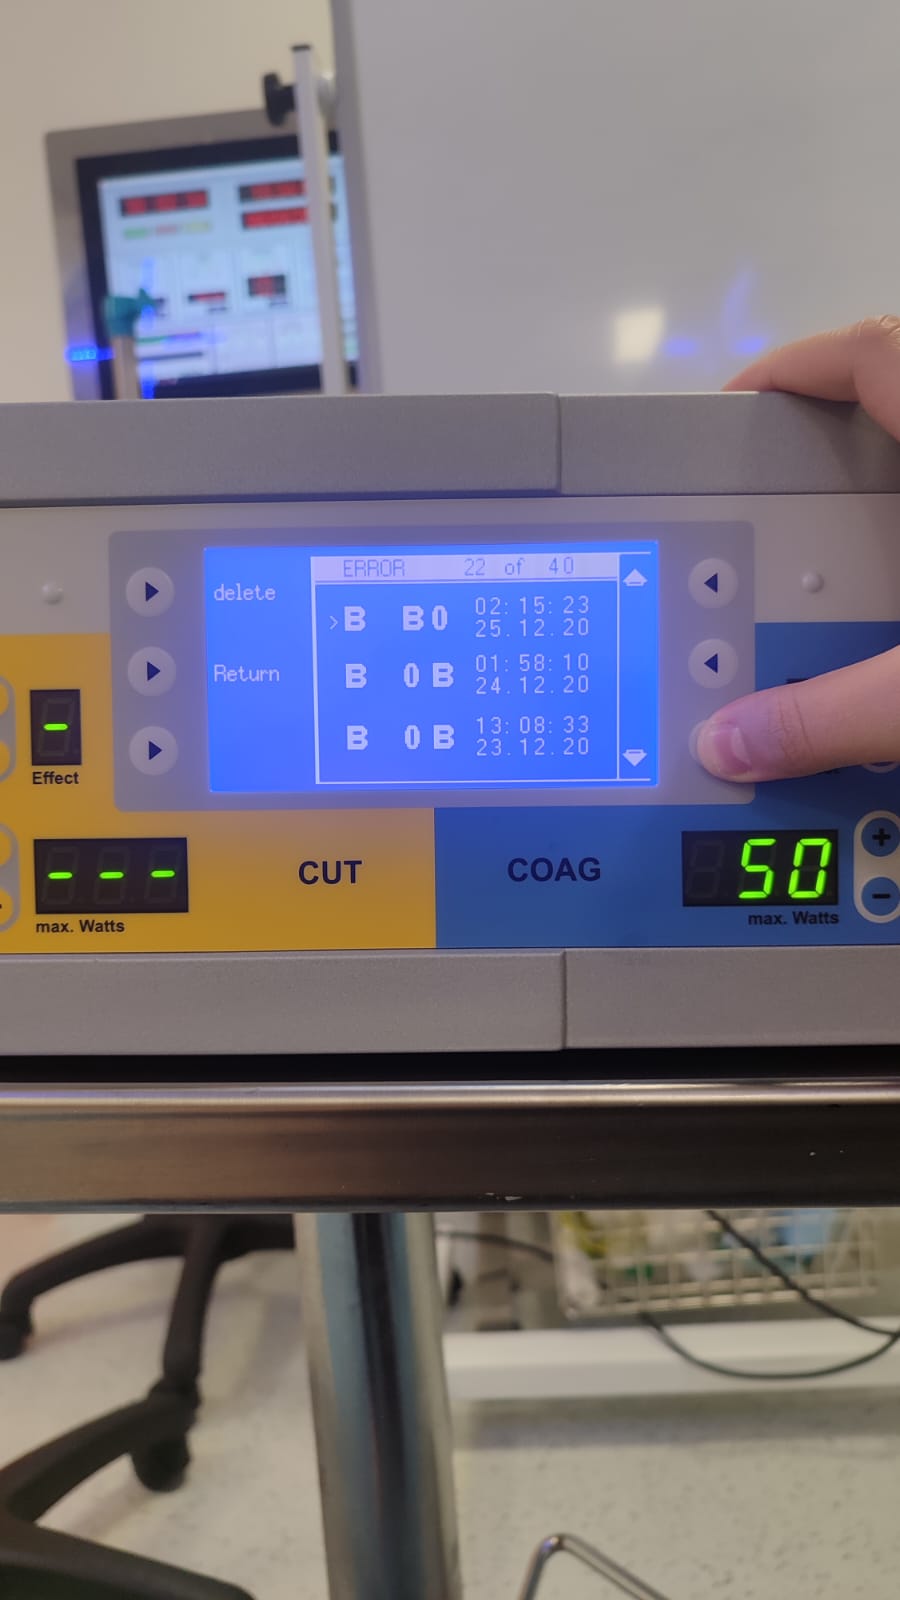 delete
ERROR 22 of 40
>B B0 02:15:23
25.12.20
Return
B 0B 01:58:10
24.12.20
B 0B 13:08:33
23.12.20
-
Effect
---
max. Watts
CUT
COAG
50
max. Watts
+
-